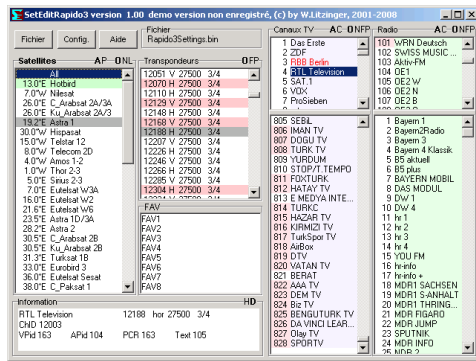 SetEditRapido3 version 1.00 demo version non enregistré, (c) by W.Litzinger, 2001-2008
Fichier
Config.
Aide
Fichier
Rapido3Settings.bin
Satellites AP ONL
All
13.0°E Hotbird
7.0°W Nilesat
26.0°E C_Arabsat 2A/3A
26.0°E Ku_Arabsat 2A/3A
19.2°E Astra 1
30.0°W Hispasat
15.0°W Telstar 12
8.0°W Telecom 2D
4.0°W Amos 1-2
1.0°W Thor 2-3
5.0°E Sirius 2-3
7.0°E Eutelsat W3A
16.0°E Eutelsat W2
21.6°E Eutelsat W6
23.5°E Astra 1D/3A
28.2°E Astra 2
30.5°E C_Arabsat 2B
30.5°E Ku_Arabsat 2B
31.3°E Turksat 1B
33.0°E Eurobird 3
36.0°E Eutelsat Sesat
38.0°E C_Paksat 1
Transpondeurs OFP
12051 V 27500 3/4
12070 H 27500 3/4
12110 H 27500 3/4
12129 V 27500 3/4
12148 H 27500 3/4
12168 V 27500 3/4
12188 H 27500 3/4
12207 V 27500 3/4
12226 H 27500 3/4
12246 V 27500 3/4
12266 H 27500 3/4
12285 V 27500 3/4
12304 H 27500 3/4
FAV
FAV1
FAV2
FAV3
FAV4
FAV5
FAV6
FAV7
FAV8
Information HD
RTL Television 12188 hor 27500 3/4
ChID 12003
VPid 163 APid 104 PCR 163 Text 105
Canaux TV AC ONFP
1 Das Erste
2 ZDF
3 RBB Berlin
4 RTL Television
5 SAT.1
6 VOX
7 ProSieben
805 SEBİL
806 IMAN TV
807 DOGU TV
808 TURK TV
809 YURDUM
810 STOP/T.TEMPO
811 FOXTURK
812 HATAY TV
813 E MEDYA INTE...
814 TURKC
815 HAZAR TV
816 KIRMIZI TV
817 TurkSpor TV
818 AirBox
819 DTV
820 VATAN TV
821 BERAT
822 AAA TV
823 DEM TV
824 Biz TV
825 BENGUTURK TV
826 DA VINCI LEAR...
827 Olay TV
828 SPORTV
Radio AC ONFP
101 WRN Deutsch
102 SWISS MUSIC ...
103 Aktiv-FM
104 OE1
105 OE2 W
106 OE2 N
107 OE2 B
1 Bayern 1
2 Bayern2Radio
3 Bayern 3
4 Bayern 4 Klassik
5 B5 aktuell
6 B5 plus
7 BAYERN MOBIL
8 DAS MODUL
9 DW 1
10 DW 4
11 hr 1
12 hr 2
13 hr 3
14 hr 4
15 YOU FM
16 hr-info
17 hr-info +
18 MDR1 SACHSEN
19 MDR1 S-ANHALT
20 MDR1 THRING...
21 MDR FIGARO
22 MDR JUMP
23 SPUTNIK
24 MDR INFO
25 NDR 2